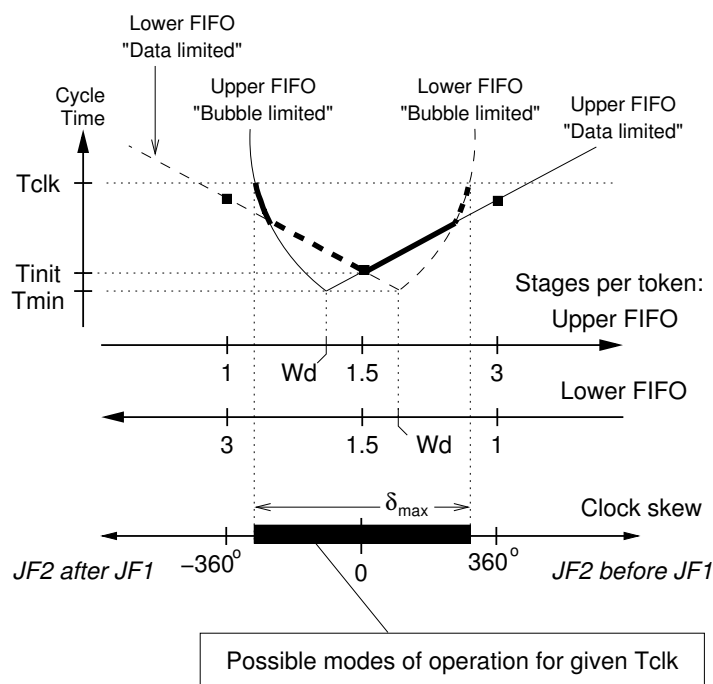 Lower FIFO
"Data limited"
Upper FIFO
"Bubble limited"
Lower FIFO
"Bubble limited"
Upper FIFO
"Data limited"
Cycle
Time
Tclk
Tinit
Tmin
Stages per token:
Upper FIFO
1 Wd 1.5 3
Lower FIFO
3 1.5 Wd 1
δmax
Clock skew
−360° 0 360°
JF2 after JF1
JF2 before JF1
Possible modes of operation for given Tclk